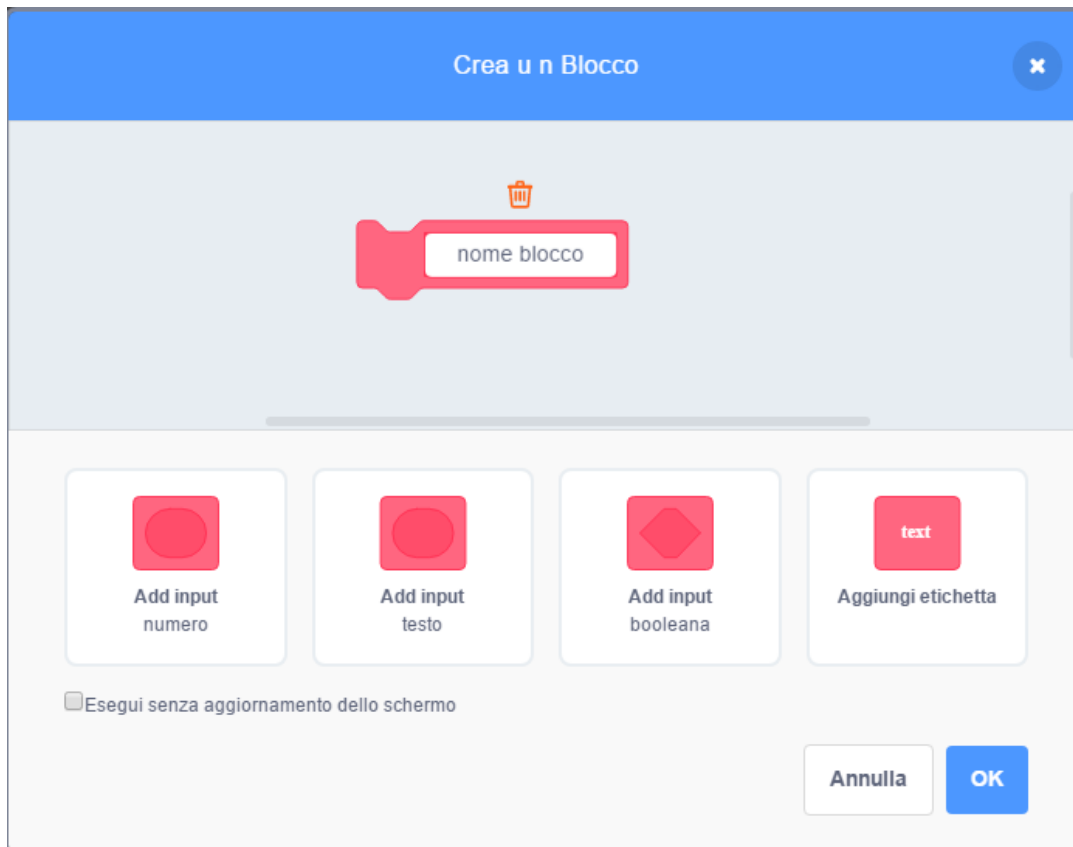 Crea u n Blocco
nome blocco
text
Add input
numero
Add input
testo
Add input
booleana
Aggiungi etichetta
Esegui senza aggiornamento dello schermo
Annulla
OK